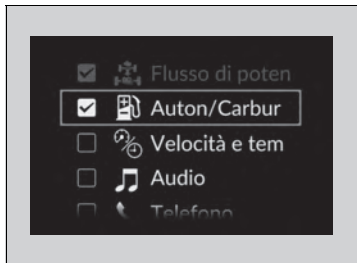 Flusso di poten
Auton/Carbur
Velocità e tem
Audio
Telefono